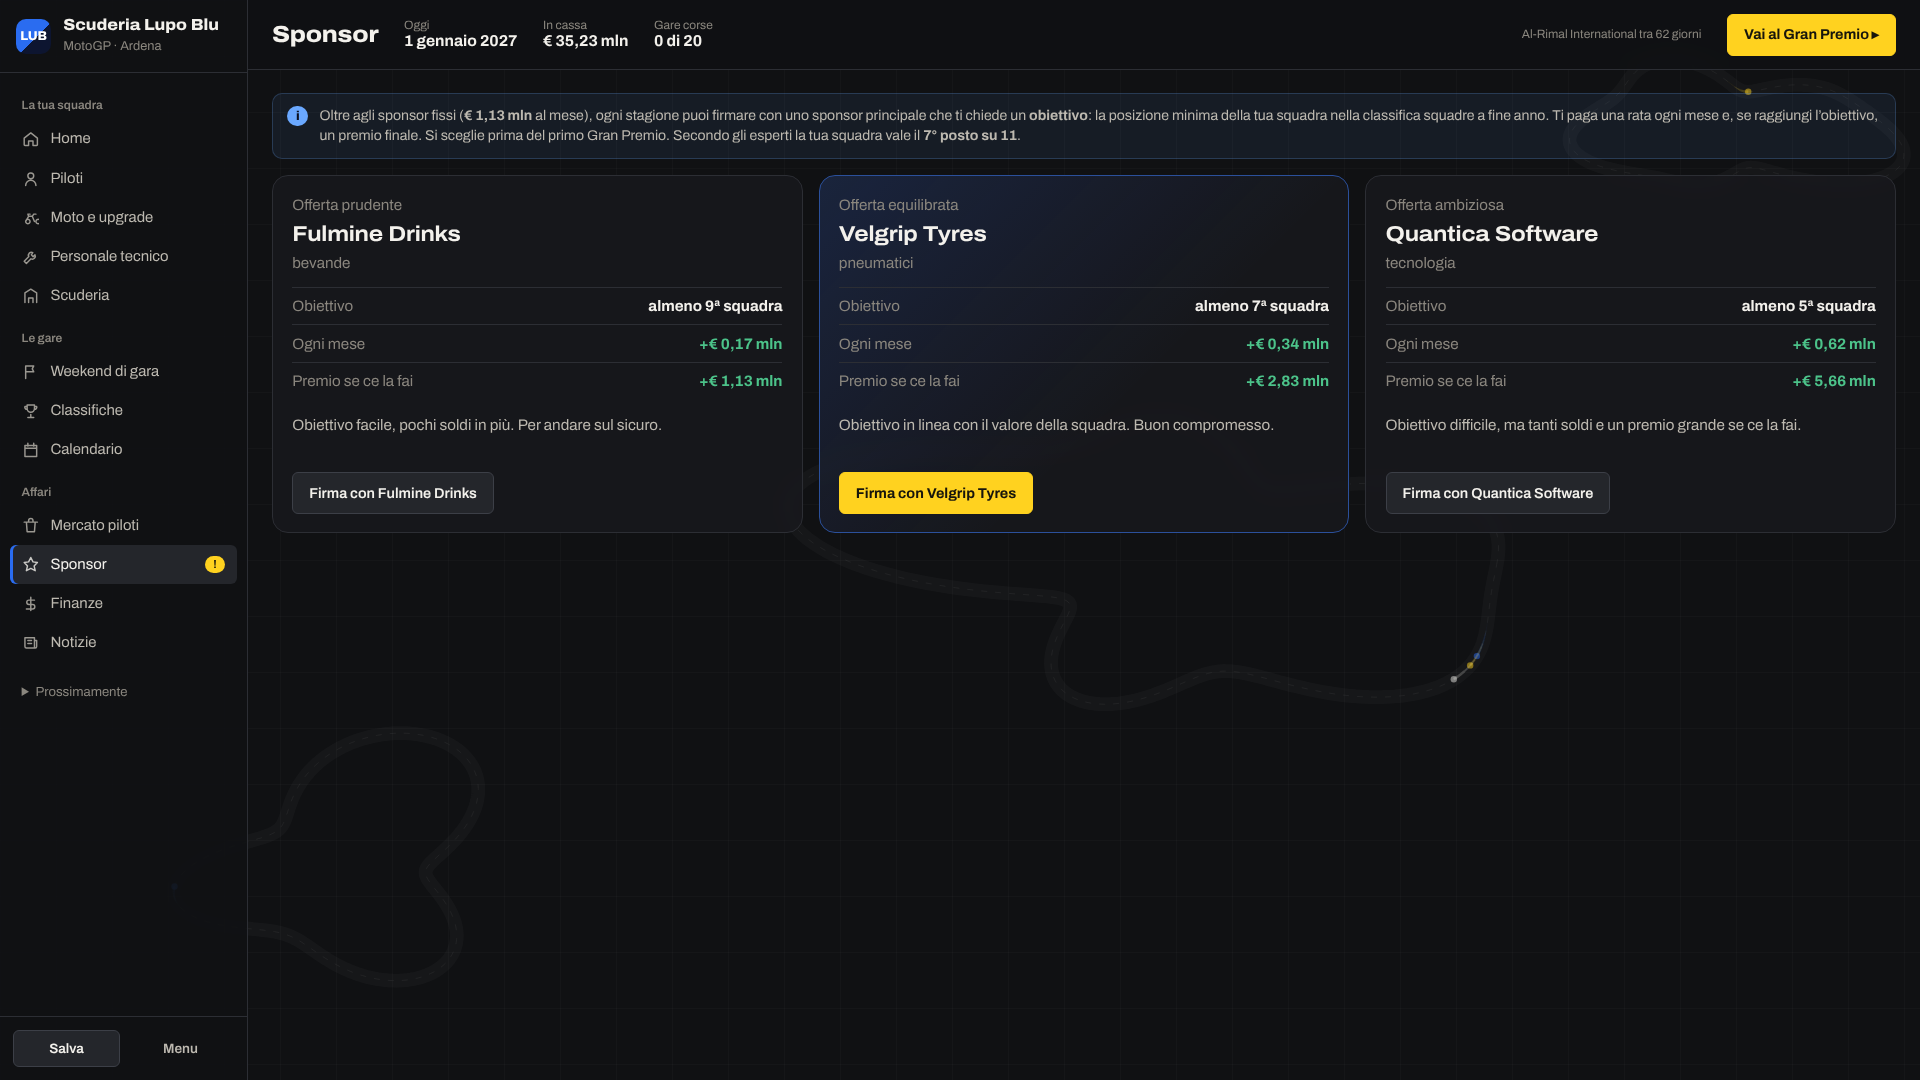 LUB
Scuderia Lupo Blu
MotoGP · Ardena
La tua squadra
Home
Piloti
Moto e upgrade
Personale tecnico
Scuderia
Le gare
Weekend di gara
Classifiche
Calendario
Affari
Mercato piloti
Sponsor
!
Finanze
Notizie
Prossimamente
Salva
Menu
Sponsor
Oggi
1 gennaio 2027
In cassa
€ 35,23 mln
Gare corse
0 di 20
Al-Rimal International tra 62 giorni
Vai al Gran Premio ▸
i
Oltre agli sponsor fissi (€ 1,13 mln al mese), ogni stagione puoi firmare con uno sponsor principale che ti chiede un obiettivo: la posizione minima della tua squadra nella classifica squadre a fine anno. Ti paga una rata ogni mese e, se raggiungi l'obiettivo,
un premio finale. Si sceglie prima del primo Gran Premio. Secondo gli esperti la tua squadra vale il 7° posto su 11.
Offerta prudente
Fulmine Drinks
bevande
Obiettivo almeno 9ª squadra
Ogni mese +€ 0,17 mln
Premio se ce la fai +€ 1,13 mln
Obiettivo facile, pochi soldi in più. Per andare sul sicuro.
Firma con Fulmine Drinks
Offerta equilibrata
Velgrip Tyres
pneumatici
Obiettivo almeno 7ª squadra
Ogni mese +€ 0,34 mln
Premio se ce la fai +€ 2,83 mln
Obiettivo in linea con il valore della squadra. Buon compromesso.
Firma con Velgrip Tyres
Offerta ambiziosa
Quantica Software
tecnologia
Obiettivo almeno 5ª squadra
Ogni mese +€ 0,62 mln
Premio se ce la fai +€ 5,66 mln
Obiettivo difficile, ma tanti soldi e un premio grande se ce la fai.
Firma con Quantica Software